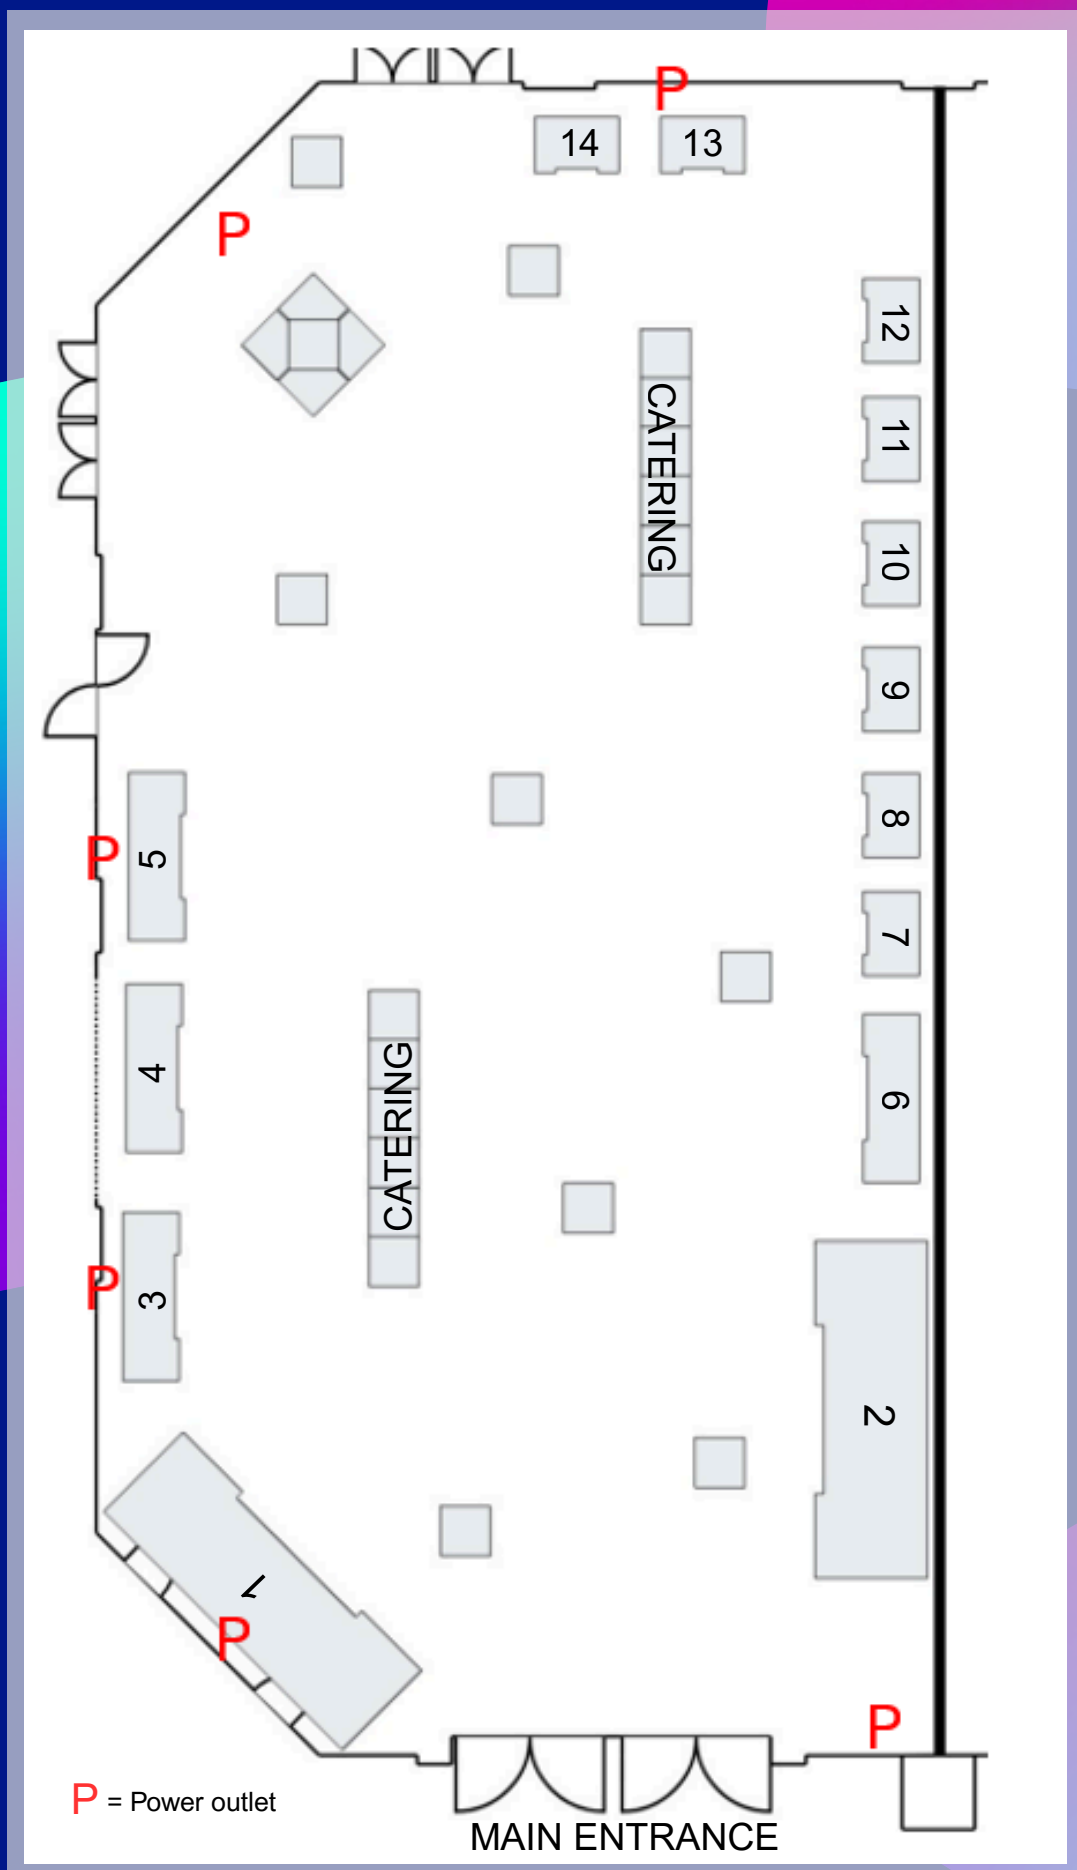 P
14
13
P
12
CATERING
11
10
9
8
P
5
7
4
CATERING
6
P
3
2
1
P
P
P = Power outlet
MAIN ENTRANCE